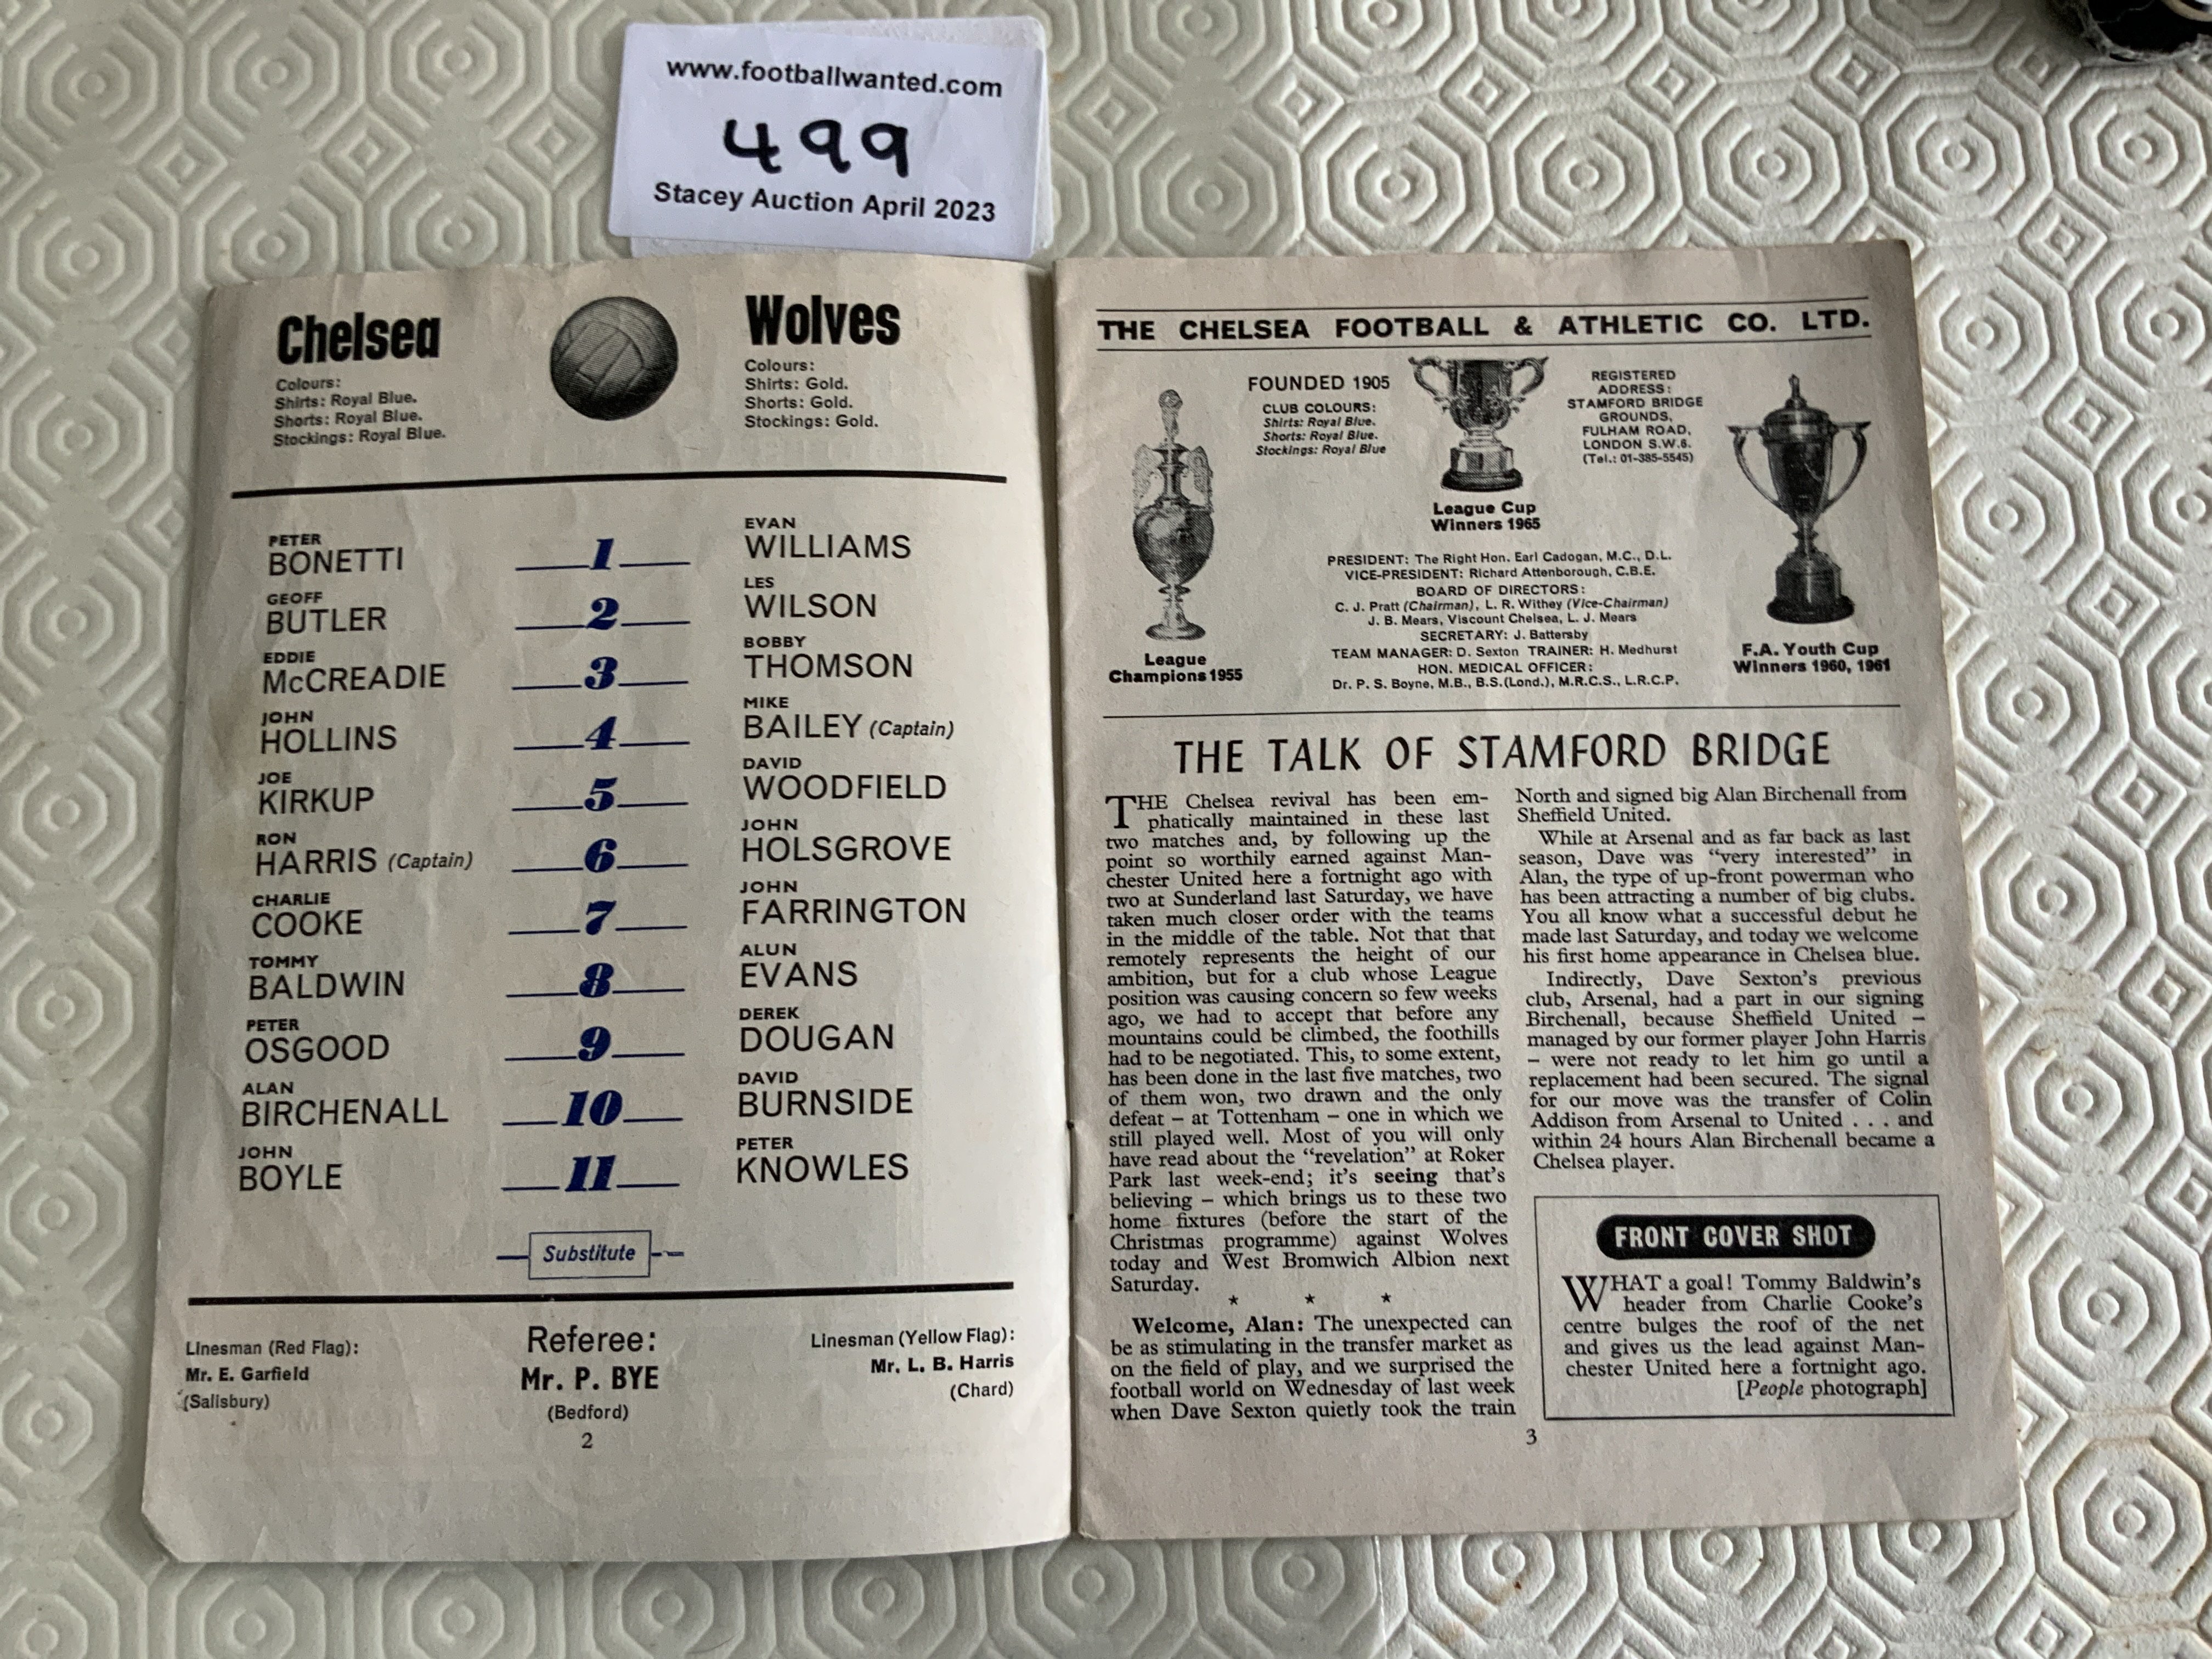 www.footballwanted.com
499
Stacey Auction April 2023
Chelsea
Colours:
Shirts: Royal Blue.
Shorts: Royal Blue.
Stockings: Royal Blue.
Wolves
Colours:
Shirts: Gold.
Shorts: Gold.
Stockings: Gold.
PETER
BONETTI
1
EVAN
WILLIAMS
GEOFF
BUTLER
2
LES
WILSON
EDDIE
McCREADIE
3
BOBBY
THOMSON
JOHN
HOLLINS
4
MIKE
BAILEY (Captain)
JOE
KIRKUP
5
DAVID
WOODFIELD
RON
HARRIS (Captain)
6
JOHN
HOLSGROVE
CHARLIE
COOKE
7
JOHN
FARRINGTON
TOMMY
BALDWIN
8
ALUN
EVANS
PETER
OSGOOD
9
DEREK
DOUGAN
ALAN
BIRCHENALL
10
DAVID
BURNSIDE
JOHN
BOYLE
11
PETER
KNOWLES
Substitute
Linesman (Red Flag):
Mr. E. Garfield
(Salisbury)
Referee:
Mr. P. BYE
(Bedford)
Linesman (Yellow Flag):
Mr. L. B. Harris
(Chard)
2
THE CHELSEA FOOTBALL & ATHLETIC CO. LTD.
FOUNDED 1905
CLUB COLOURS:
Shirts: Royal Blue.
Shorts: Royal Blue.
Stockings: Royal Blue
REGISTERED
ADDRESS:
STAMFORD BRIDGE
GROUNDS,
FULHAM ROAD,
LONDON S.W.6.
(Tel.: 01-385-5545)
League Cup
Winners 1965
League
Champions 1955
F.A. Youth Cup
Winners 1960, 1961
PRESIDENT: The Right Hon. Earl Cadogan, M.C., D.L.
VICE-PRESIDENT: Richard Attenborough, C.B.E.
BOARD OF DIRECTORS:
C. J. Pratt (Chairman), L. R. Withey (Vice-Chairman)
J. B. Mears, Viscount Chelsea, L. J. Mears
SECRETARY: J. Battersby
TEAM MANAGER: D. Sexton TRAINER: H. Medhurst
HON. MEDICAL OFFICER:
Dr. P. S. Boyne, M.B., B.S.(Lond.), M.R.C.S., L.R.C.P.
THE TALK OF STAMFORD BRIDGE
THE Chelsea revival has been em-
phatically maintained in these last
two matches and, by following up the
point so worthily earned against Man-
chester United here a fortnight ago with
two at Sunderland last Saturday, we have
taken much closer order with the teams
in the middle of the table. Not that that
remotely represents the height of our
ambition, but for a club whose League
position was causing concern so few weeks
ago, we had to accept that before any
mountains could be climbed, the foothills
had to be negotiated. This, to some extent,
has been done in the last five matches, two
of them won, two drawn and the only
defeat – at Tottenham – one in which we
still played well. Most of you will only
have read about the "revelation" at Roker
Park last week-end; it's seeing that's
believing – which brings us to these two
home fixtures (before the start of the
Christmas programme) against Wolves
today and West Bromwich Albion next
Saturday.
* * *
Welcome, Alan: The unexpected can
be as stimulating in the transfer market as
on the field of play, and we surprised the
football world on Wednesday of last week
when Dave Sexton quietly took the train
North and signed big Alan Birchenall from
Sheffield United.
While at Arsenal and as far back as last
season, Dave was "very interested" in
Alan, the type of up-front powerman who
has been attracting a number of big clubs.
You all know what a successful debut he
made last Saturday, and today we welcome
his first home appearance in Chelsea blue.
Indirectly, Dave Sexton's previous
club, Arsenal, had a part in our signing
Birchenall, because Sheffield United –
managed by our former player John Harris
– were not ready to let him go until a
replacement had been secured. The signal
for our move was the transfer of Colin
Addison from Arsenal to United . . . and
within 24 hours Alan Birchenall became a
Chelsea player.
FRONT COVER SHOT
WHAT a goal! Tommy Baldwin's
header from Charlie Cooke's
centre bulges the roof of the net
and gives us the lead against Man-
chester United here a fortnight ago.
[People photograph]
3